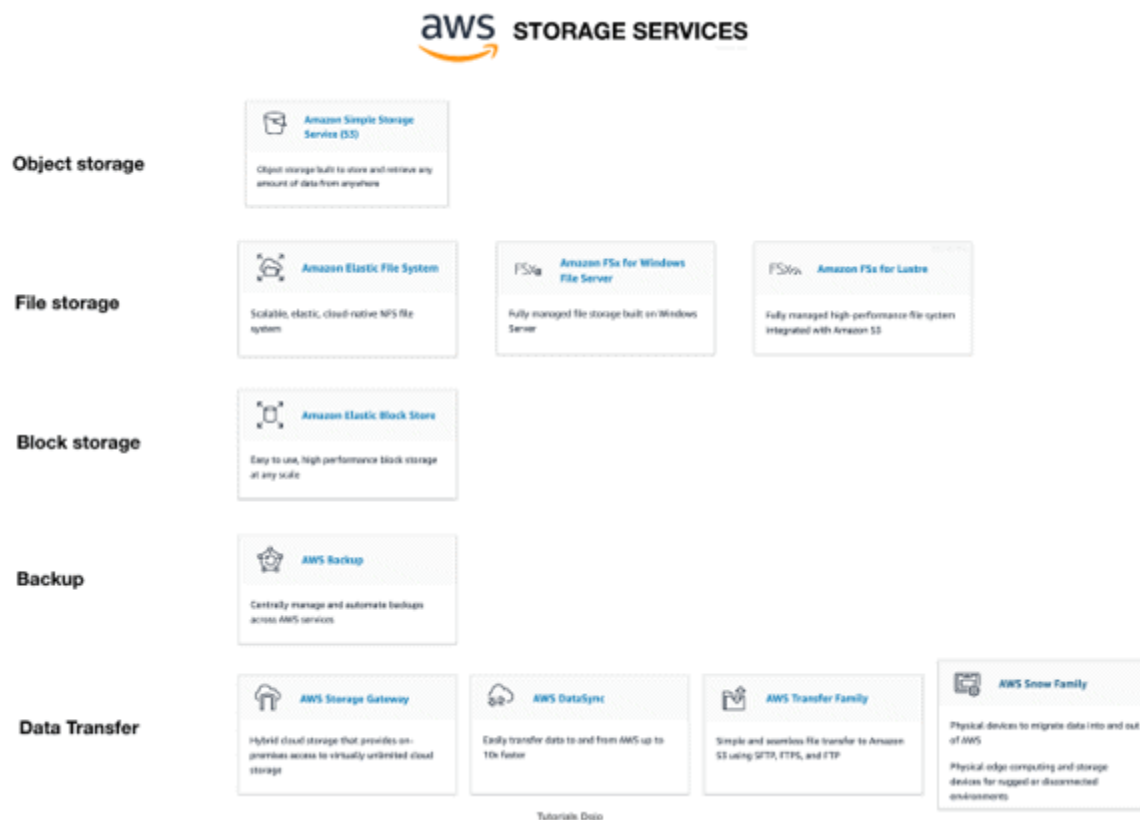 aws STORAGE SERVICES
Object storage
Amazon Simple Storage
Service (S3)
Object storage built to store and retrieve any
amount of data from anywhere
File storage
Amazon Elastic File System
Scalable, elastic, cloud-native NFS file
system
FSx
Amazon FSx for Windows
File Server
Fully managed file storage built on Windows
Server
FSx
Amazon FSx for Lustre
Fully managed high-performance file system
integrated with Amazon S3
Block storage
Amazon Elastic Block Store
Easy to use, high performance block storage
at any scale
Backup
AWS Backup
Centrally manage and automate backups
across AWS services
Data Transfer
AWS Storage Gateway
Hybrid cloud storage that provides on-
premises access to virtually unlimited cloud
storage
AWS DataSync
Easily transfer data to and from AWS up to
10x faster
AWS Transfer Family
Simple and seamless file transfer to Amazon
S3 using SFTP, FTPS, and FTP
AWS Snow Family
Physical devices to migrate data into and out
of AWS
Physical edge computing and storage
devices for rugged or disconnected
environments
Tutorials Dojo